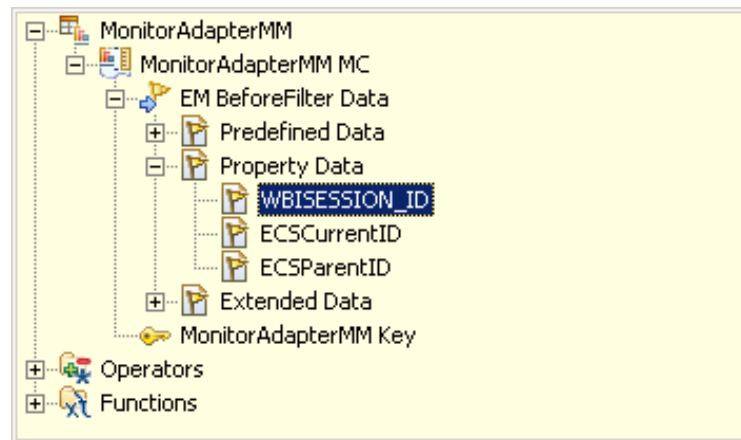 MonitorAdapterMM
MonitorAdapterMM MC
EM BeforeFilter Data
Predefined Data
Property Data
WBISESSION_ID
ECSCurrentID
ECSParentID
Extended Data
MonitorAdapterMM Key
Operators
Functions